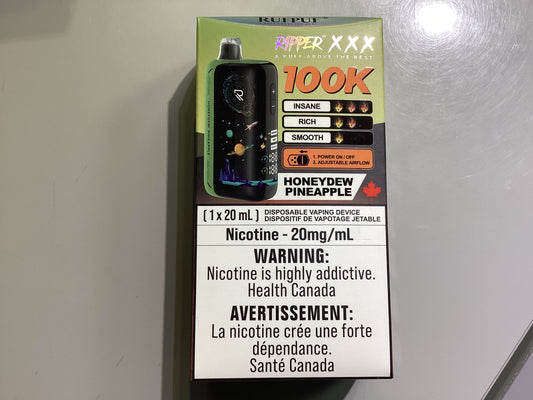 RUFPUF
RIPPER XXX
A PUFF ABOVE THE REST
100K
INSANE
RICH
SMOOTH
1. POWER ON / OFF
2. ADJUSTABLE AIRFLOW
HONEYDEW
PINEAPPLE
(1 x 20 mL) DISPOSABLE VAPING DEVICE
DISPOSITIF DE VAPOTAGE JETABLE
Nicotine - 20mg/mL
WARNING:
Nicotine is highly addictive.
Health Canada
AVERTISSEMENT:
La nicotine crée une forte
dépendance.
Santé Canada